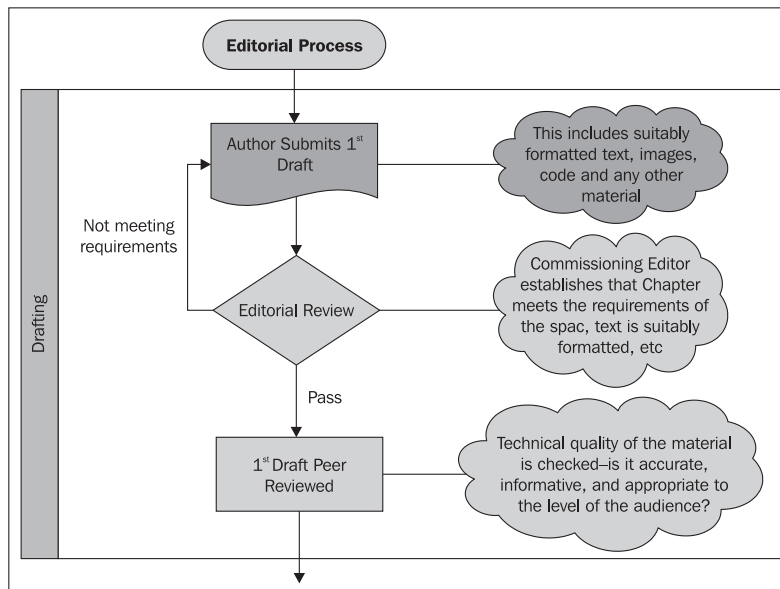 Editorial Process
Drafting
Author Submits 1st
Draft
This includes suitably
formatted text, images,
code and any other
material
Not meeting
requirements
Editorial Review
Commissioning Editor
establishes that Chapter
meets the requirements of
the spac, text is suitably
formatted, etc
Pass
1st Draft Peer
Reviewed
Technical quality of the material
is checked–is it accurate,
informative, and appropriate to
the level of the audience?